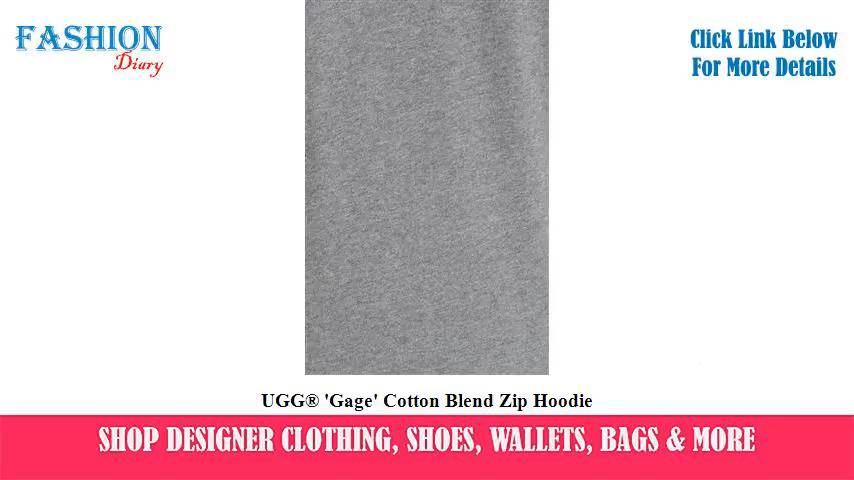 FASHION
Diary
Click Link Below
For More Details
UGG® 'Gage' Cotton Blend Zip Hoodie
SHOP DESIGNER CLOTHING, SHOES, WALLETS, BAGS & MORE